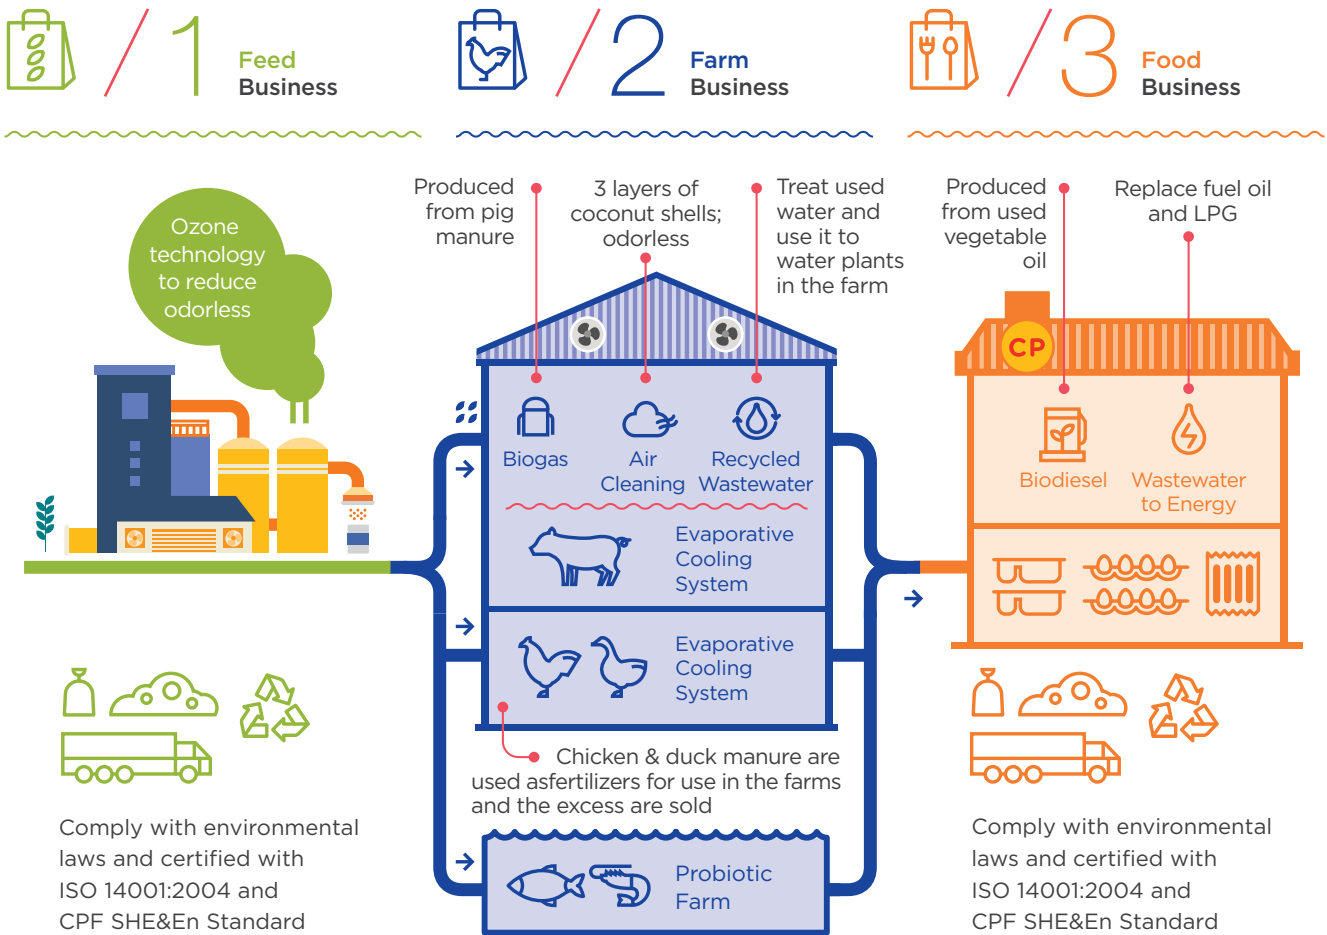 1
Feed
Business
2
Farm
Business
3
Food
Business
Ozone
technology
to reduce
odorless
Produced
from pig
manure
3 layers of
coconut shells;
odorless
Treat used
water and
use it to
water plants
in the farm
Produced
from used
vegetable
oil
Replace fuel oil
and LPG
CP
Biogas
Air
Cleaning
Recycled
Wastewater
Biodiesel
Wastewater
to Energy
Evaporative
Cooling
System
Evaporative
Cooling
System
Chicken & duck manure are
used asfertilizers for use in the farms
and the excess are sold
Probiotic
Farm
Comply with environmental
laws and certified with
ISO 14001:2004 and
CPF SHE&En Standard
Comply with environmental
laws and certified with
ISO 14001:2004 and
CPF SHE&En Standard